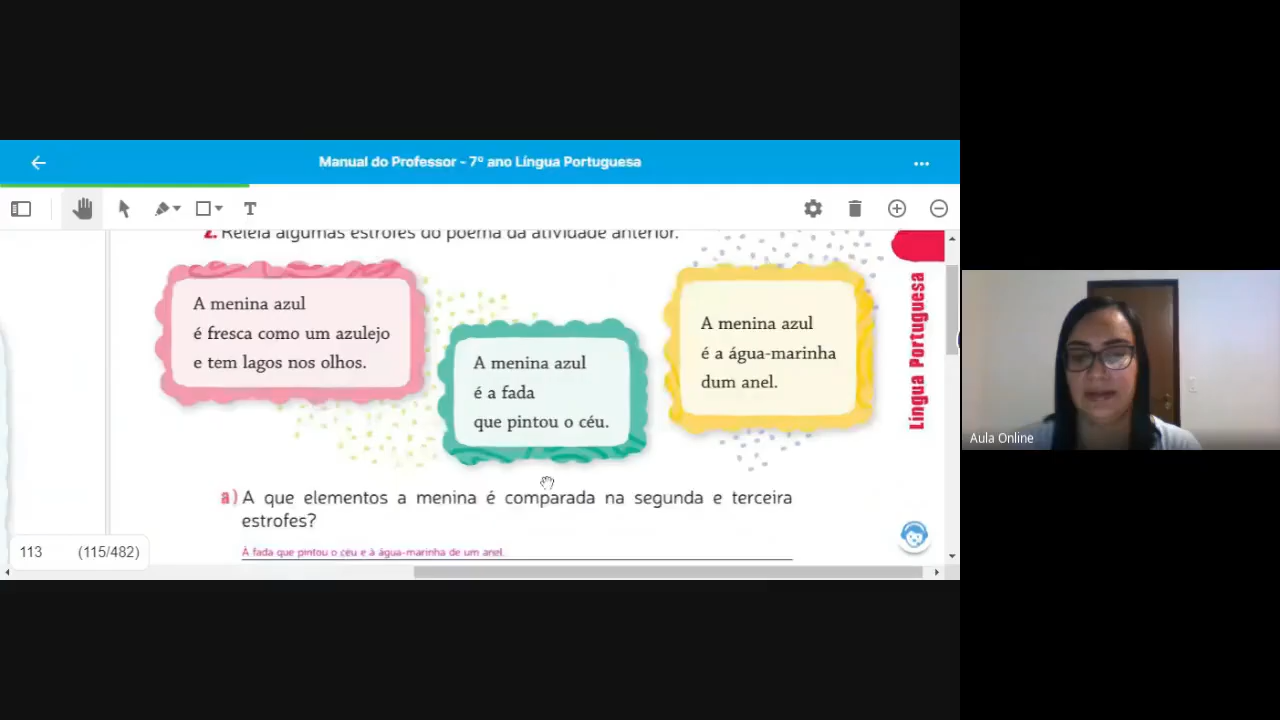 Manual do Professor - 7º ano Língua Portuguesa
T
2. Releia algumas estrofes do poema da atividade anterior.
A menina azul
é fresca como um azulejo
e tem lagos nos olhos.
A menina azul
é a fada
que pintou o céu.
A menina azul
é a água-marinha
dum anel.
Língua Portuguesa
a) A que elementos a menina é comparada na segunda e terceira
estrofes?
À fada que pintou o céu e à água-marinha de um anel.
113 (115/482)
Aula Online